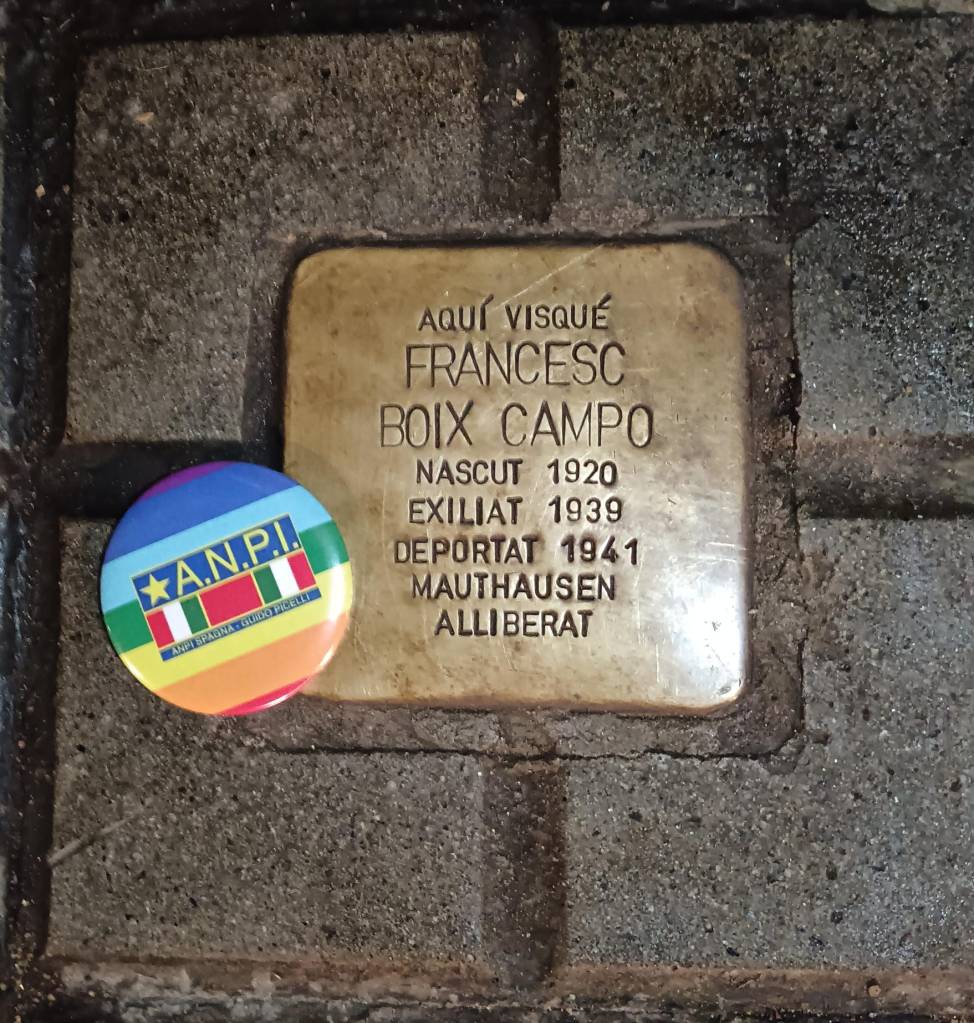 AQUÍ VISQUÉ
FRANCESC
BOIX CAMPO
NASCUT 1920
EXILIAT 1939
DEPORTAT 1941
MAUTHAUSEN
ALLIBERAT
A.N.P.I.
ANPI SPAGNA - GUIDO PICELLI